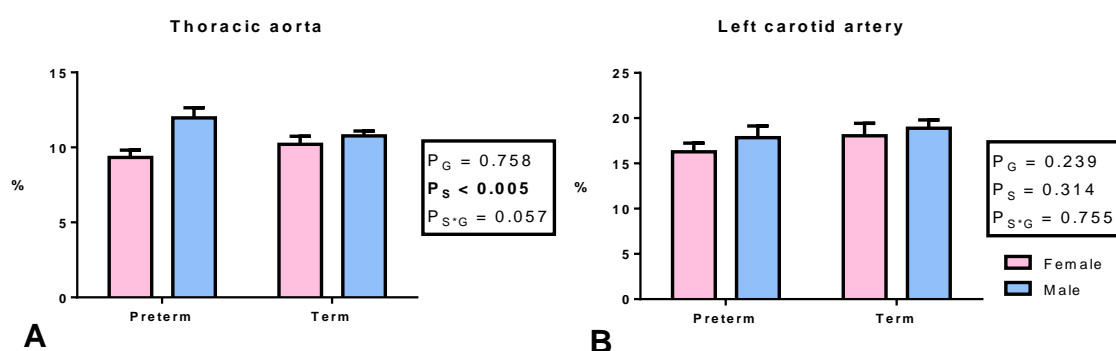 Thoracic aorta
15
10
%
5
0
Preterm Term
P_G = 0.758
P_S < 0.005
P_S*G = 0.057
A
Left carotid artery
25
20
15
%
10
5
0
Preterm Term
P_G = 0.239
P_S = 0.314
P_S*G = 0.755
Female
Male
B